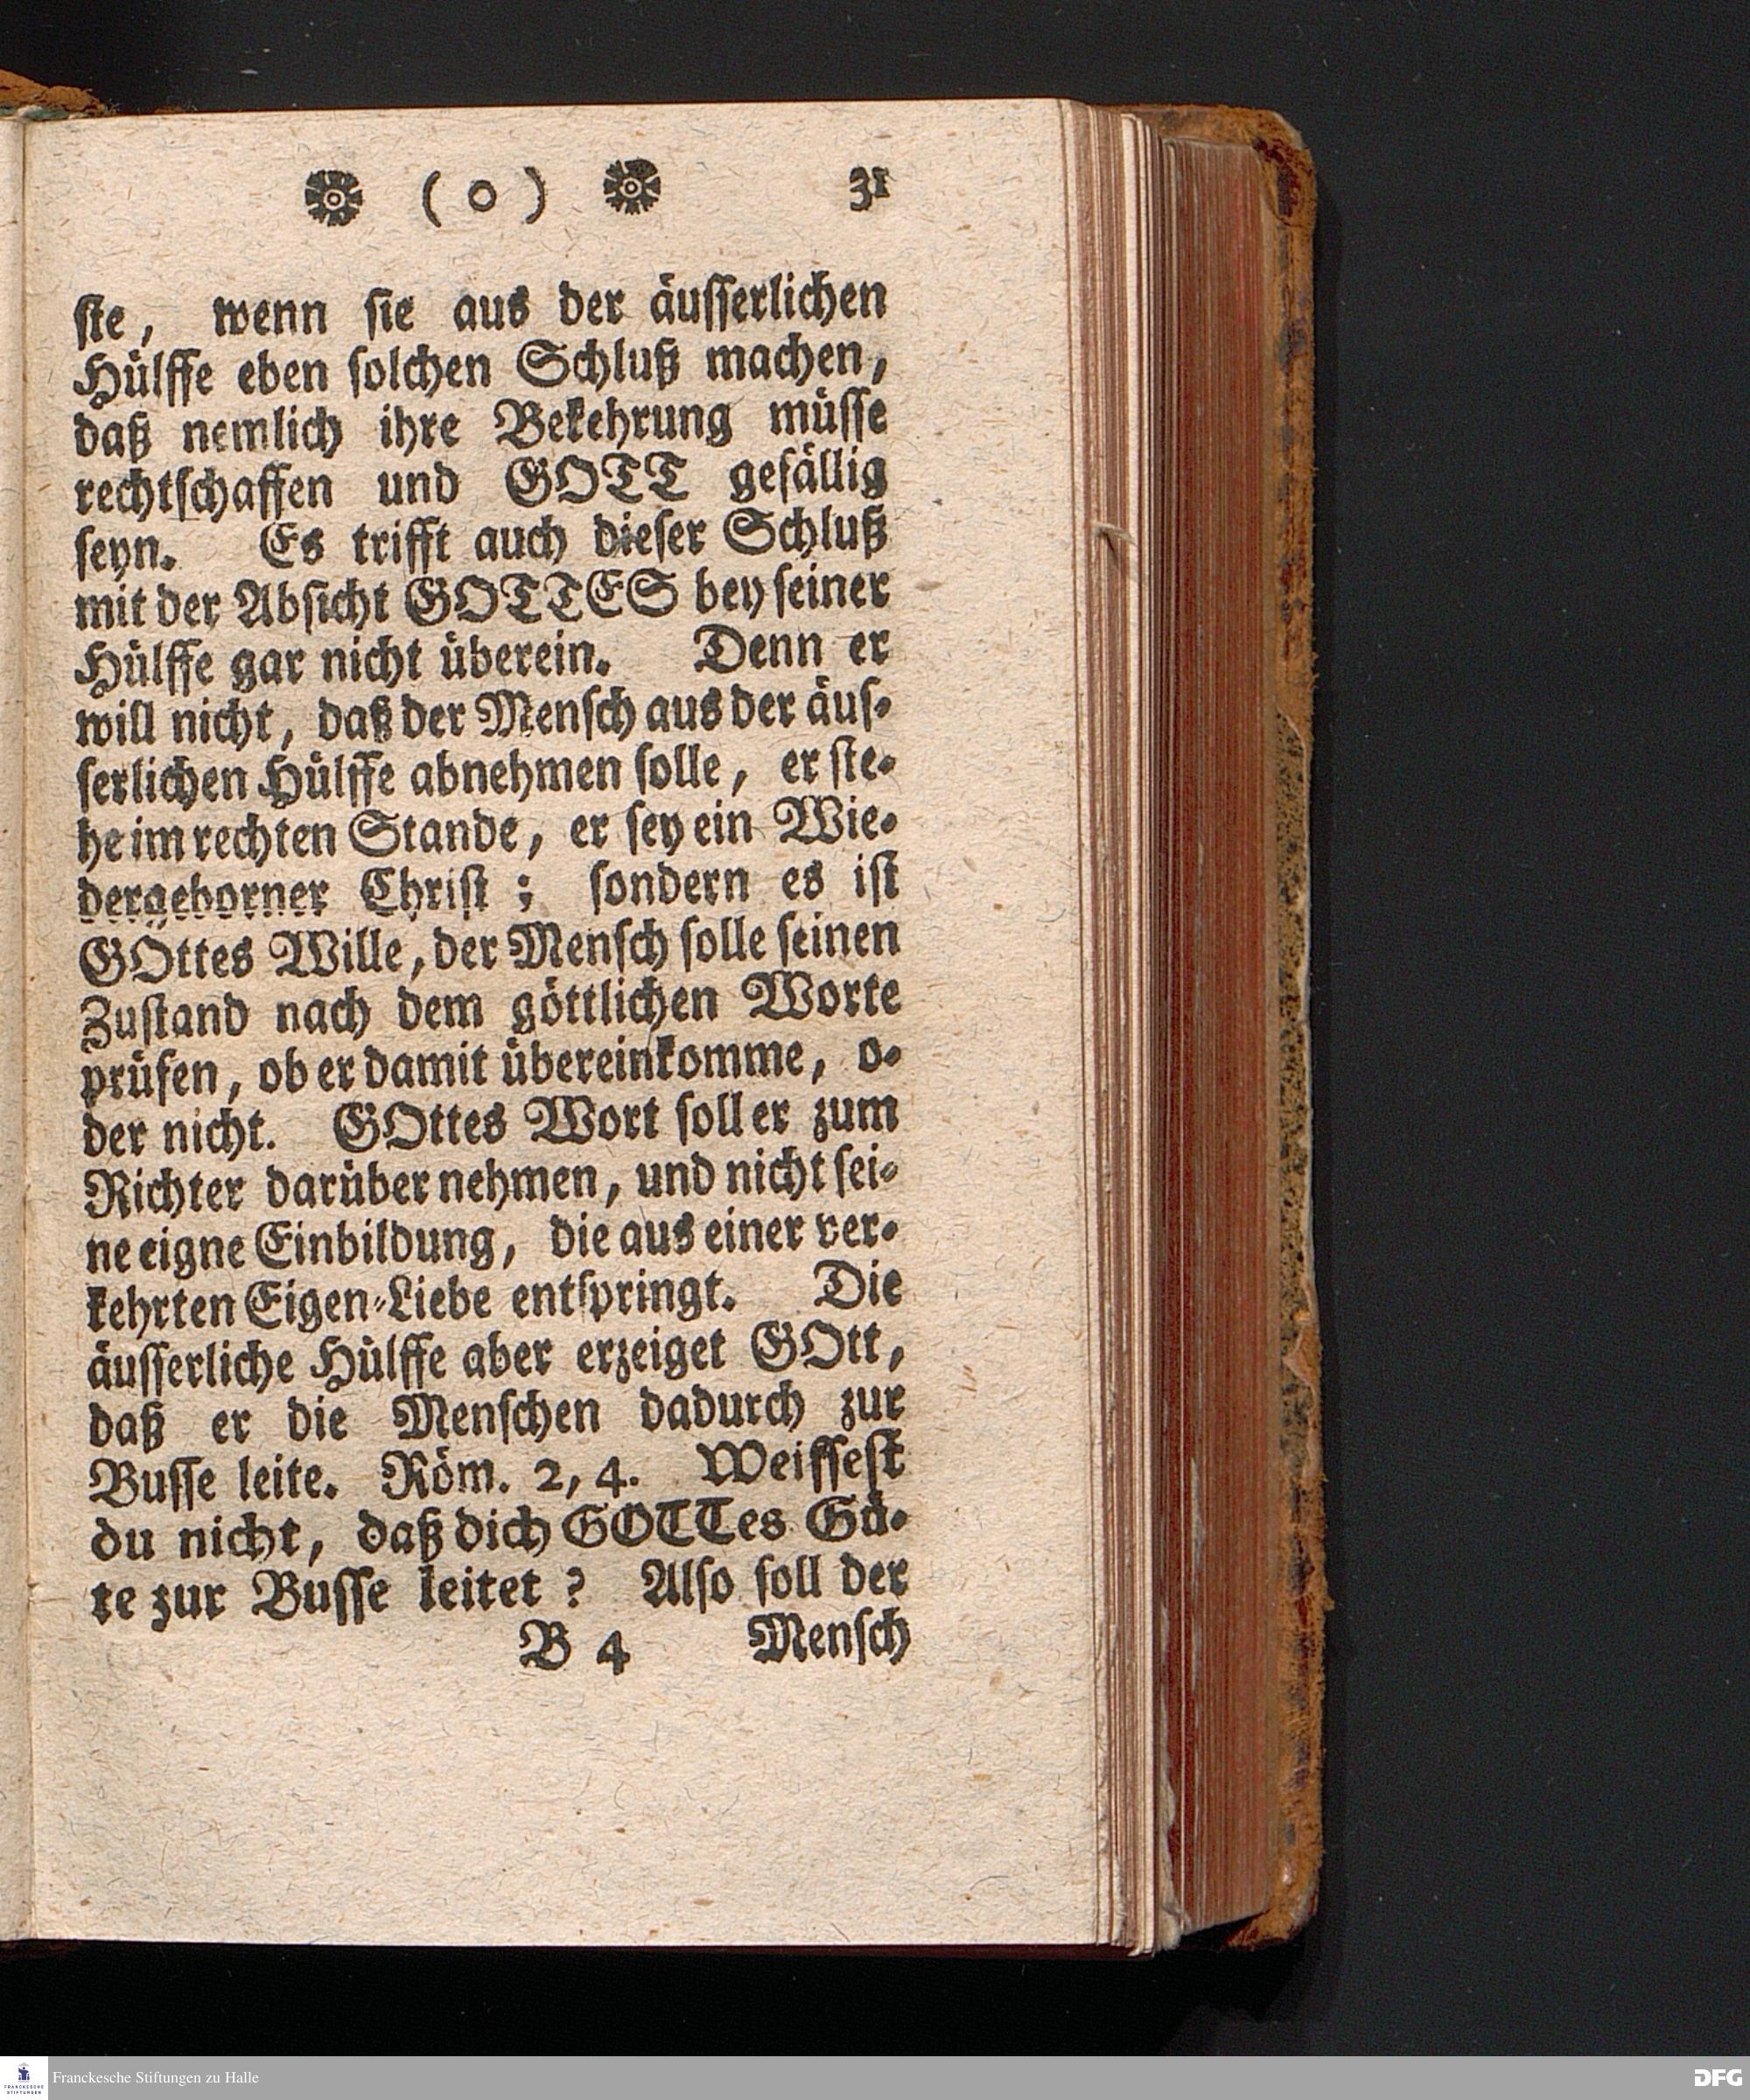 ( o ) 31
ste, wenn sie aus der äusserlichen
Hülffe eben solchen Schluß machen,
daß nemlich ihre Bekehrung müsse
rechtschaffen und GOTT gefällig
seyn. Es trifft auch dieser Schluß
mit der Absicht GOTTES bey seiner
Hülffe gar nicht überein. Denn er
will nicht, daß der Mensch aus der äus-
serlichen Hülffe abnehmen solle, er ste-
he im rechten Stande, er sey ein Wie-
dergeborner Christ; sondern es ist
GOttes Wille, der Mensch solle seinen
Zustand nach dem göttlichen Worte
prüfen, ob er damit übereinkomme, o-
der nicht. GOttes Wort soll er zum
Richter darüber nehmen, und nicht sei-
ne eigne Einbildung, die aus einer ver-
kehrten Eigen-Liebe entspringt. Die
äusserliche Hülffe aber erzeiget GOtt,
daß er die Menschen dadurch zur
Busse leite. Röm. 2, 4. Weissest
du nicht, daß dich GOTTes Gü-
te zur Busse leitet? Also soll der
B 4 Mensch
FRANCKESCHE STIFTUNGEN
Franckesche Stiftungen zu Halle
DFG